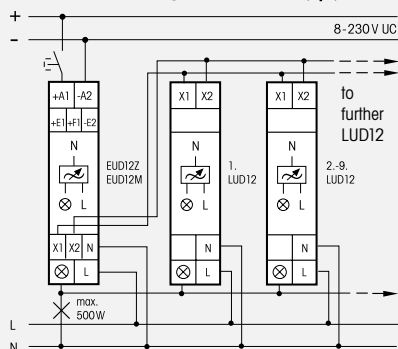 +
8-230 V UC
-
+A1 -A2 X1 X2 X1 X2
to
further
LUD12
+E1 +F1 -E2
N N N
EUD12Z
EUD12M
1.
LUD12
2.-9.
LUD12
L L L
X1 X2 N N N
L L L
max.
500W
L
N